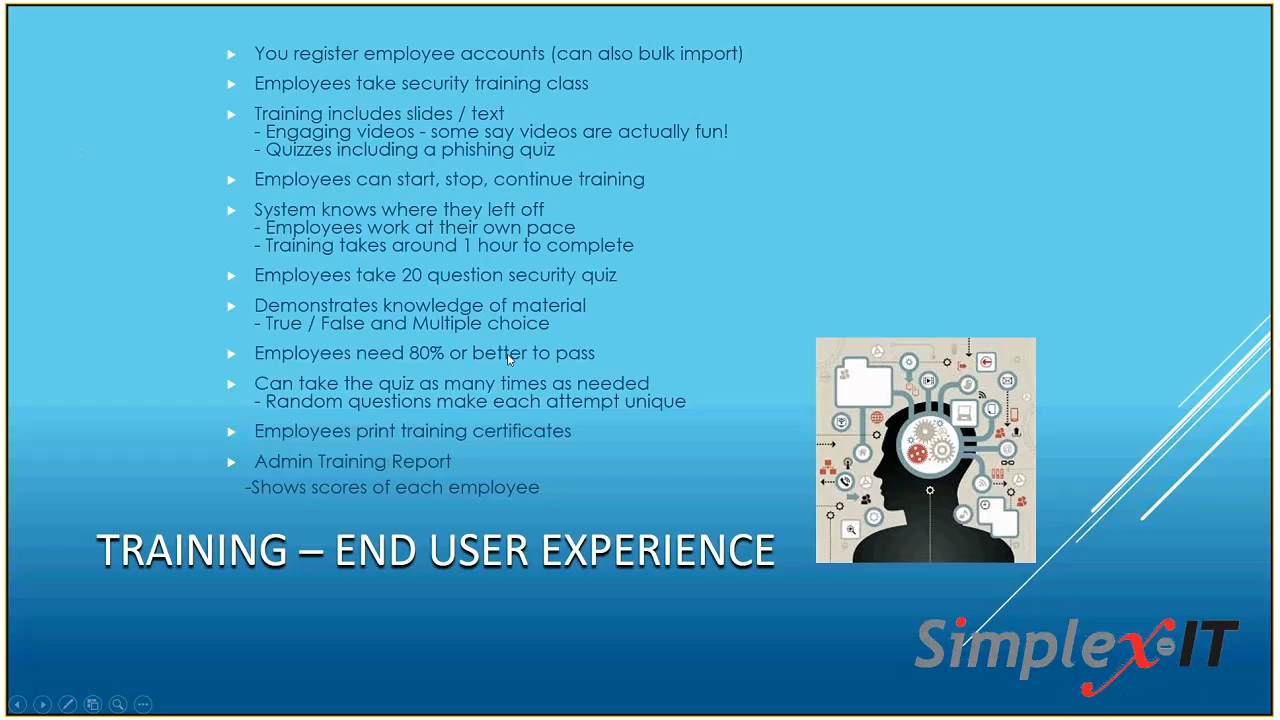 You register employee accounts (can also bulk import)
Employees take security training class
Training includes slides / text
- Engaging videos - some say videos are actually fun!
- Quizzes including a phishing quiz
Employees can start, stop, continue training
System knows where they left off
- Employees work at their own pace
- Training takes around 1 hour to complete
Employees take 20 question security quiz
Demonstrates knowledge of material
- True / False and Multiple choice
Employees need 80% or better to pass
Can take the quiz as many times as needed
- Random questions make each attempt unique
Employees print training certificates
Admin Training Report
-Shows scores of each employee
TRAINING – END USER EXPERIENCE
Simplex-IT